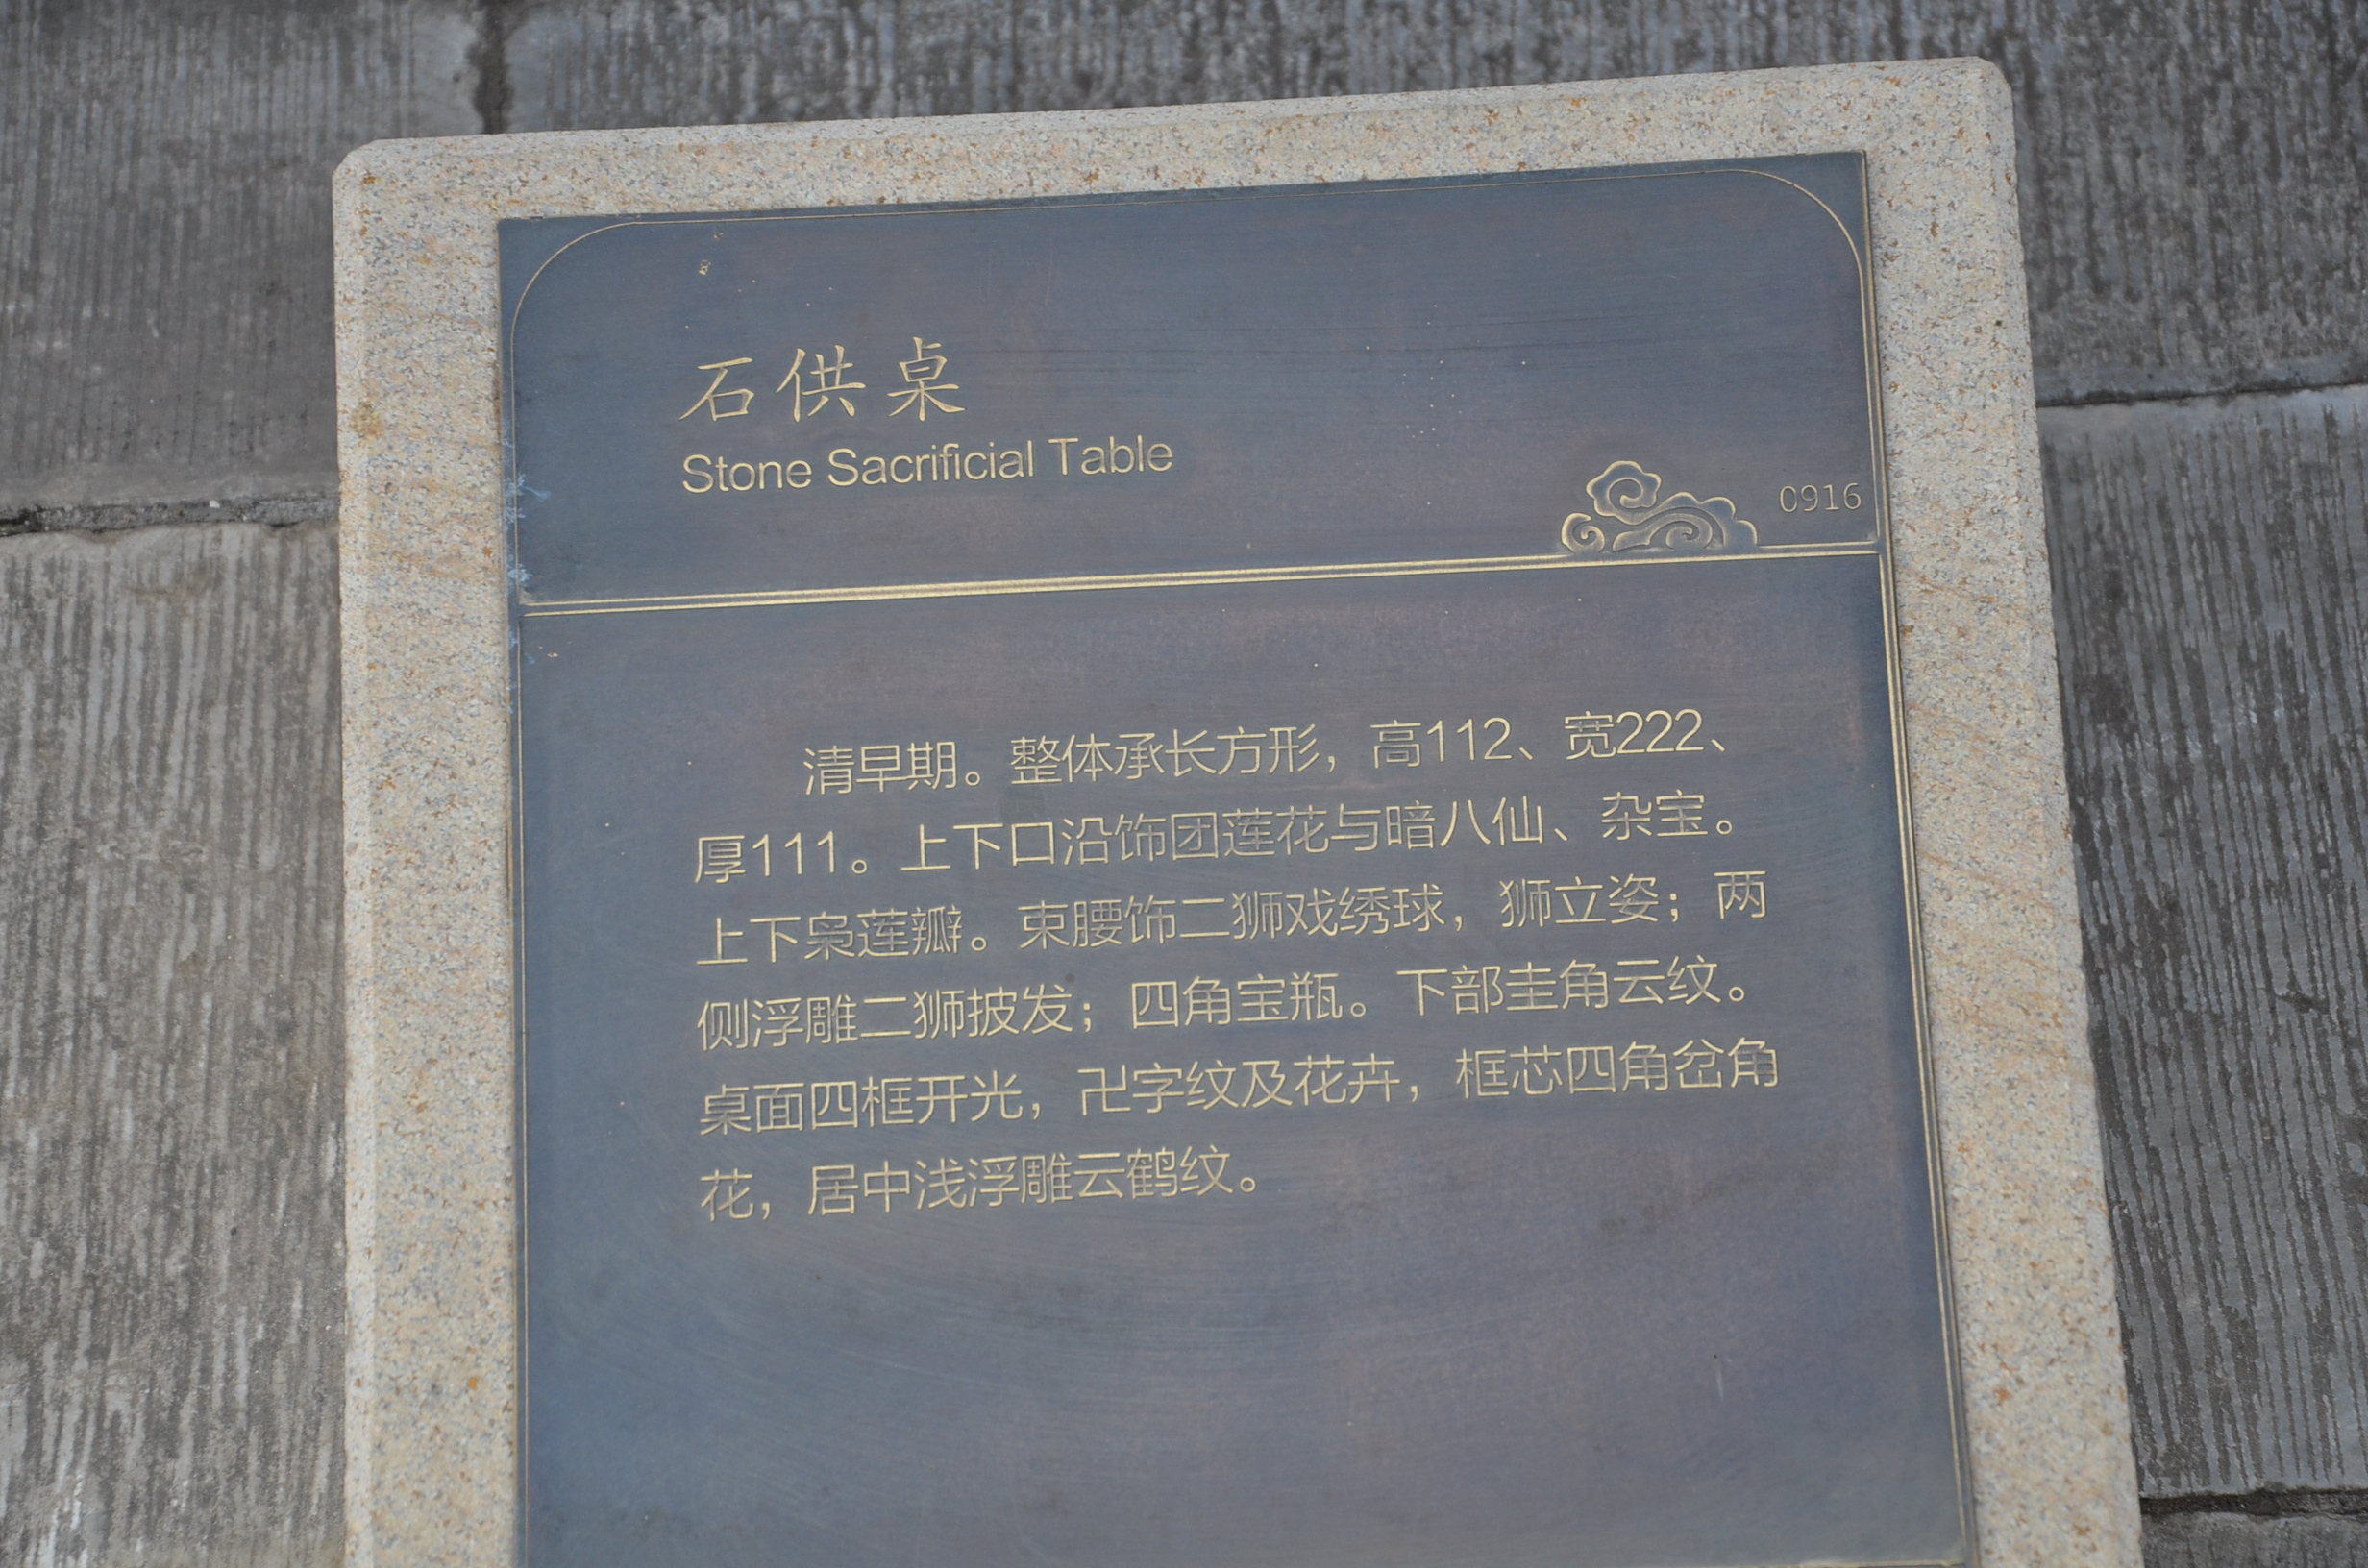 石供桌
Stone Sacrificial Table
0916
清早期。整体承长方形，高112、宽222、
厚111。上下口沿饰团莲花与暗八仙、杂宝。
上下枭莲瓣。束腰饰二狮戏绣球，狮立姿；两
侧浮雕二狮披发；四角宝瓶。下部圭角云纹。
桌面四框开光，卍字纹及花卉，框芯四角岔角
花，居中浅浮雕云鹤纹。